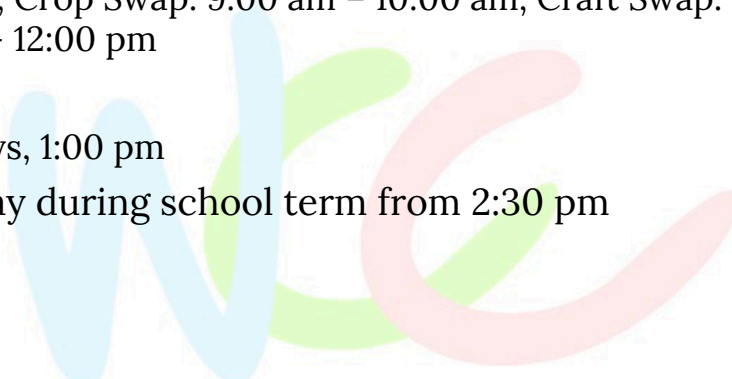 , Crop Swap: 9:00 am – 10:00 am, Craft Swap:
– 12:00 pm
ys, 1:00 pm
ay during school term from 2:30 pm
wce